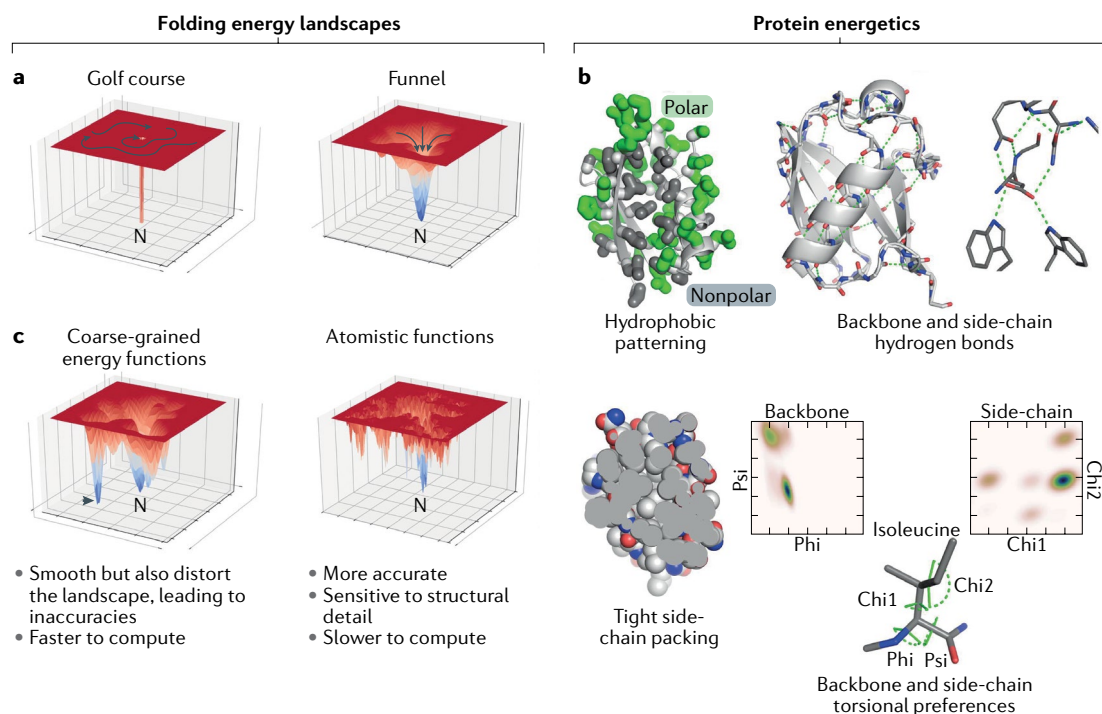 Folding energy landscapes
Protein energetics
a
Golf course
Funnel
N
N
b
Polar
Nonpolar
Hydrophobic
patterning
Backbone and side-chain
hydrogen bonds
c
Coarse-grained
energy functions
Atomistic functions
N
N
• Smooth but also distort
the landscape, leading to
inaccuracies
• Faster to compute
• More accurate
• Sensitive to structural
detail
• Slower to compute
Tight side-
chain packing
Backbone
Psi
Phi
Side-chain
Chi2
Chi1
Isoleucine
Chi1
Chi2
Phi
Psi
Backbone and side-chain
torsional preferences